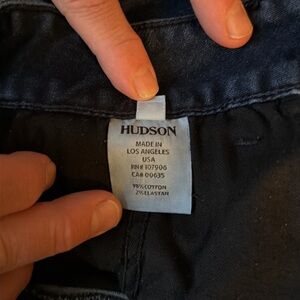 HUDSON
MADE IN
LOS ANGELES
USA
RN# 107906
CA# 00635
98% COTTON
2% ELASTAN